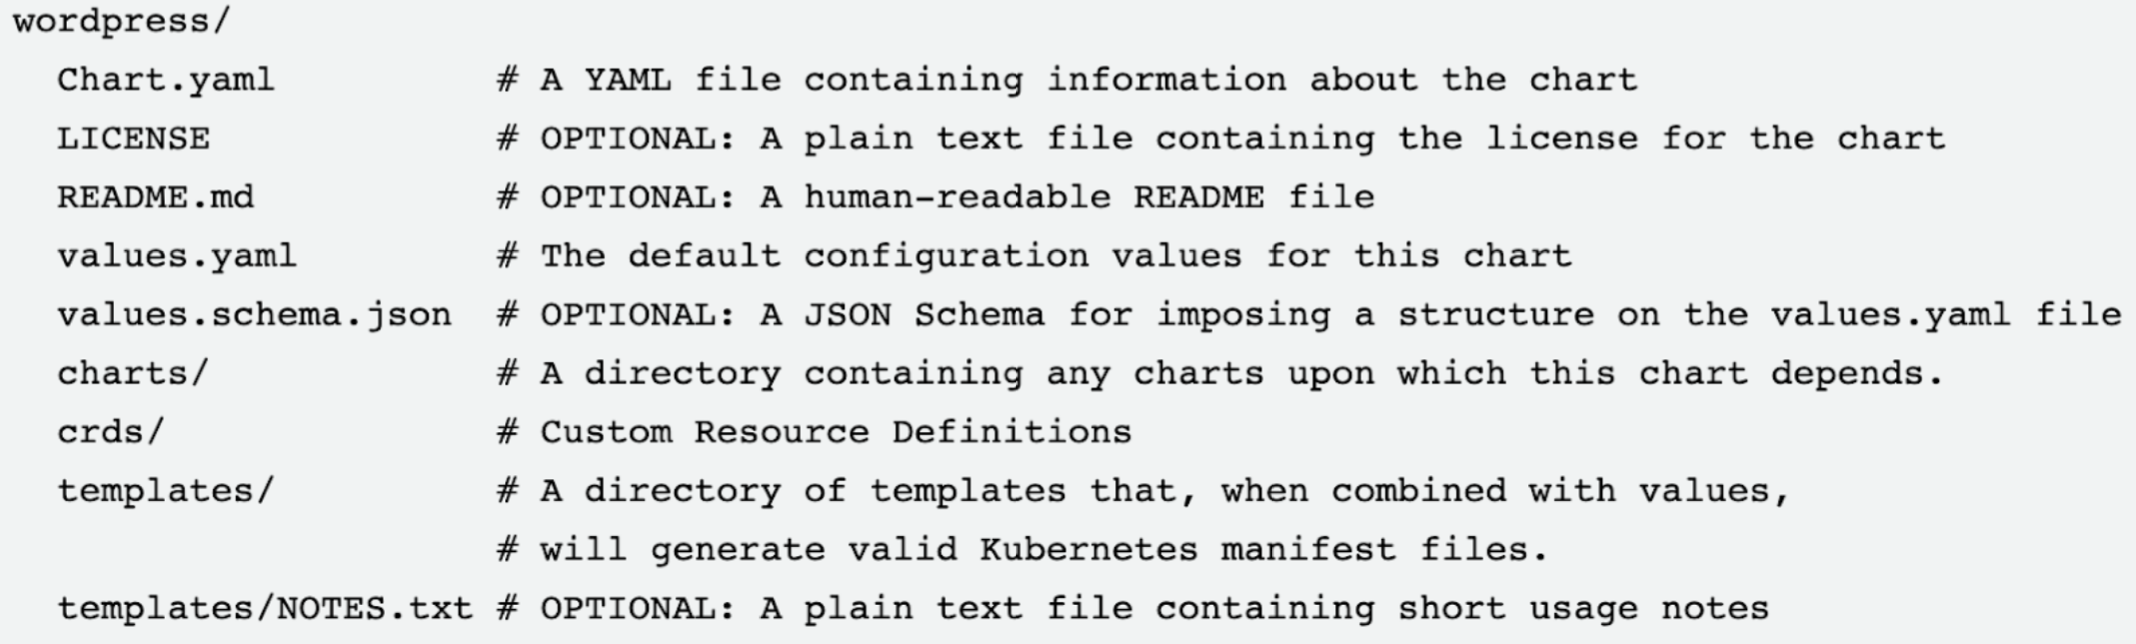 wordpress/
  Chart.yaml          # A YAML file containing information about the chart
  LICENSE             # OPTIONAL: A plain text file containing the license for the chart
  README.md           # OPTIONAL: A human-readable README file
  values.yaml         # The default configuration values for this chart
  values.schema.json  # OPTIONAL: A JSON Schema for imposing a structure on the values.yaml file
  charts/             # A directory containing any charts upon which this chart depends.
  crds/               # Custom Resource Definitions
  templates/          # A directory of templates that, when combined with values,
                      # will generate valid Kubernetes manifest files.
  templates/NOTES.txt # OPTIONAL: A plain text file containing short usage notes